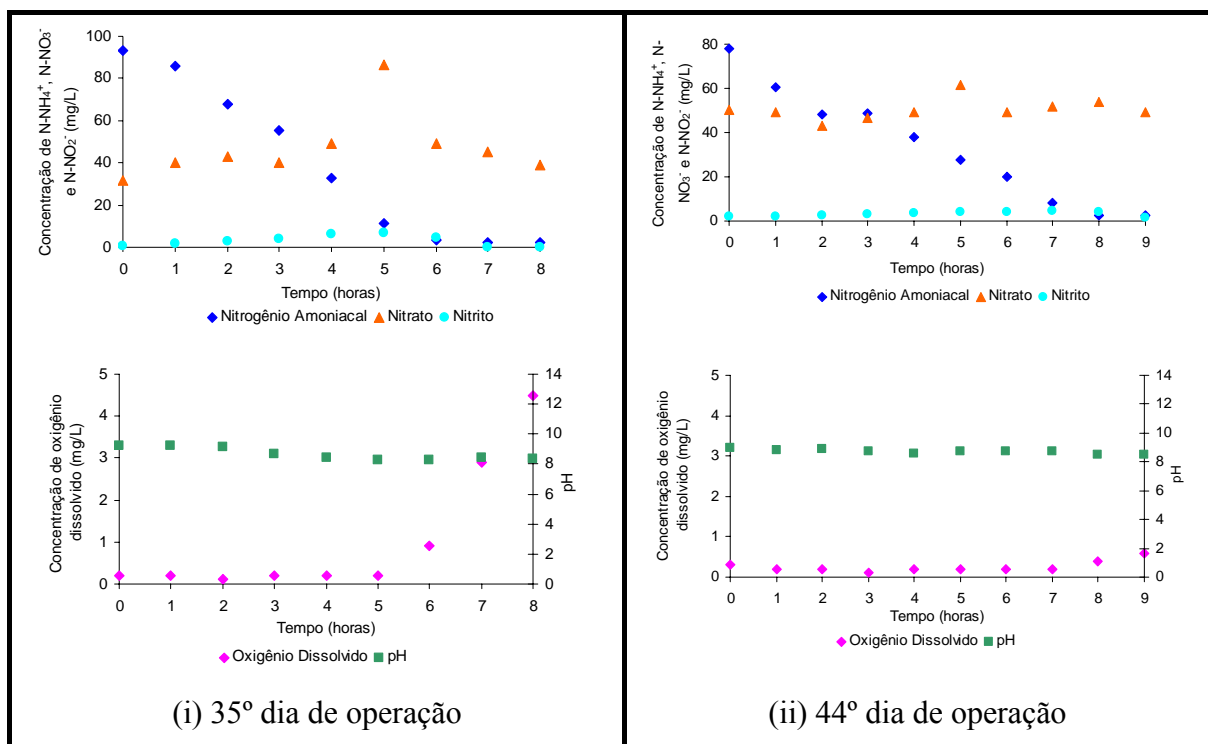 Concentração de N-NH₄⁺, N-NO₃⁻
e N-NO₂⁻ (mg/L)
100
80
60
40
20
0
0 1 2 3 4 5 6 7 8
Tempo (horas)
Nitrogênio Amoniacal Nitrato Nitrito
Concentração de oxigênio
dissolvido (mg/L)
5
4
3
2
1
0
14
12
10
8
6
4
2
0
pH
0 1 2 3 4 5 6 7 8
Tempo (horas)
Oxigênio Dissolvido pH
(i) 35º dia de operação
Concentração de N-NH₄⁺, N-
NO₃⁻ e N-NO₂⁻ (mg/L)
80
60
40
20
0
0 1 2 3 4 5 6 7 8 9
Tempo (horas)
Nitrogênio Amoniacal Nitrato Nitrito
Concentração de oxigênio
dissolvido (mg/L)
5
4
3
2
1
0
14
12
10
8
6
4
2
0
pH
0 1 2 3 4 5 6 7 8 9
Tempo (horas)
Oxigênio Dissolvido pH
(ii) 44º dia de operação